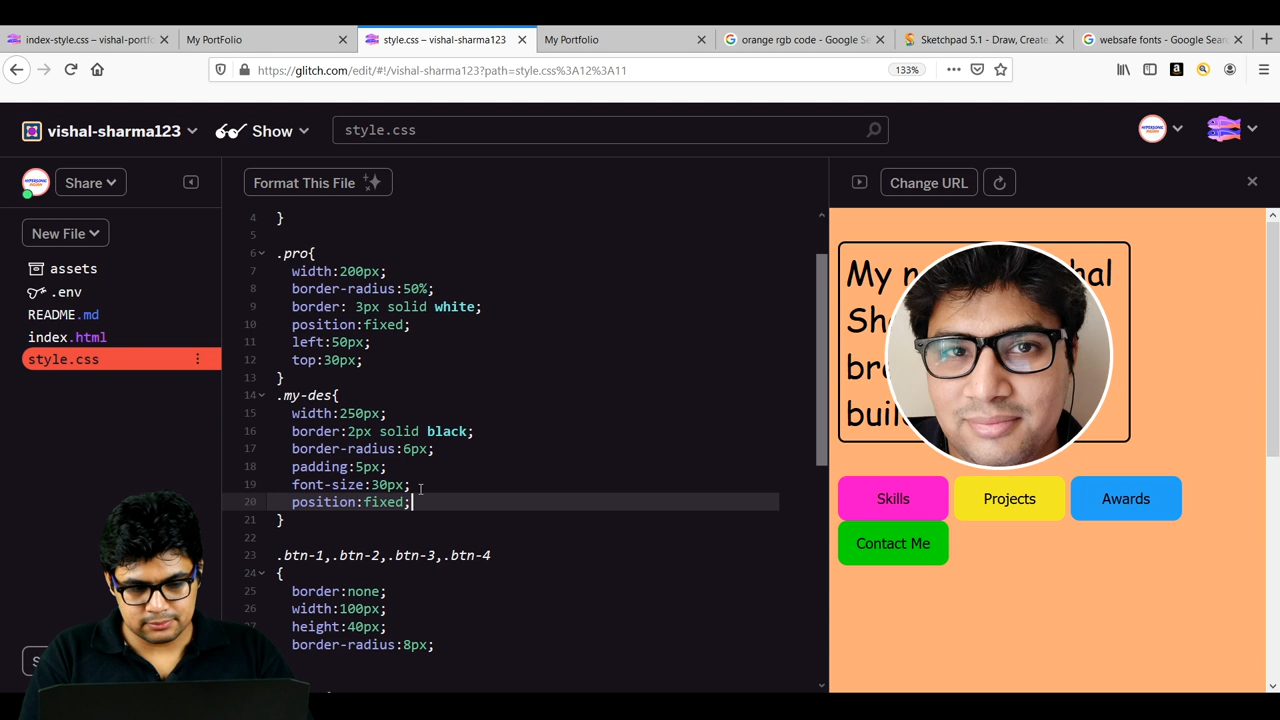 index-style.css – vishal-portfo
My PortFolio
style.css – vishal-sharma123
My Portfolio
orange rgb code - Google Se
Sketchpad 5.1 - Draw, Create
websafe fonts - Google Sear
https://glitch.com/edit/#!/vishal-sharma123?path=style.css%3A12%3A11
133%
vishal-sharma123
Show
style.css
Share
Format This File
Change URL
New File
assets
.env
README.md
index.html
style.css
4 }
5
6 .pro{
7 width:200px;
8 border-radius:50%;
9 border: 3px solid white;
10 position:fixed;
11 left:50px;
12 top:30px;
13 }
14 .my-des{
15 width:250px;
16 border:2px solid black;
17 border-radius:6px;
18 padding:5px;
19 font-size:30px;
20 position:fixed;
21 }
22
23 .btn-1,.btn-2,.btn-3,.btn-4
24 {
25 border:none;
26 width:100px;
27 height:40px;
28 border-radius:8px;
My
Skills
Projects
Awards
Contact Me